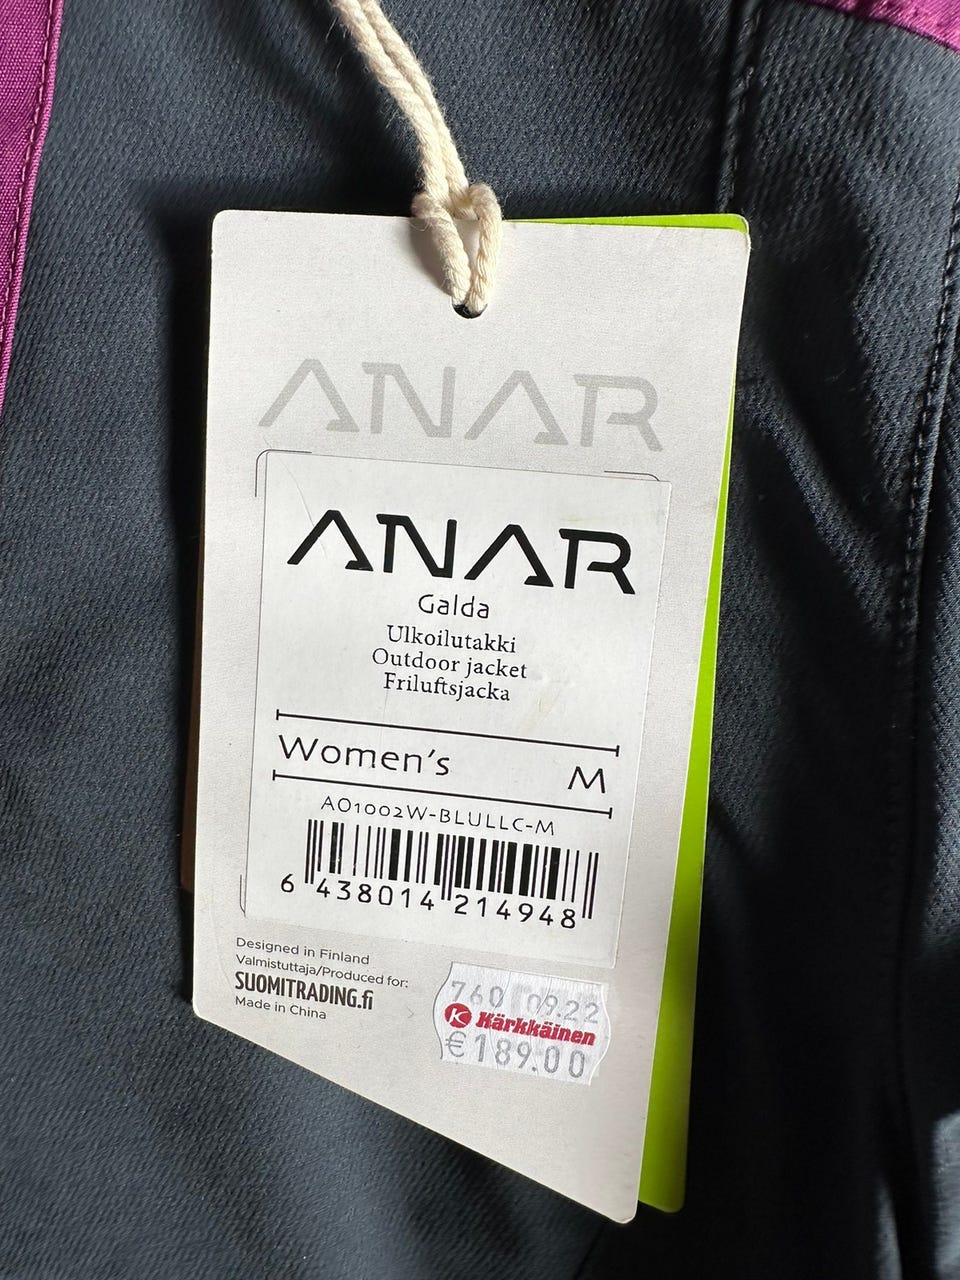 ANAR
ANAR
Galda
Ulkoilutakki
Outdoor jacket
Friluftsjacka
Women's M
AO1002W-BLULLC-M
6 438014 214948
Designed in Finland
Valmistuttaja/Produced for:
SUOMITRADING.fi
Made in China
760 09.22
K Kärkkäinen
€189.00